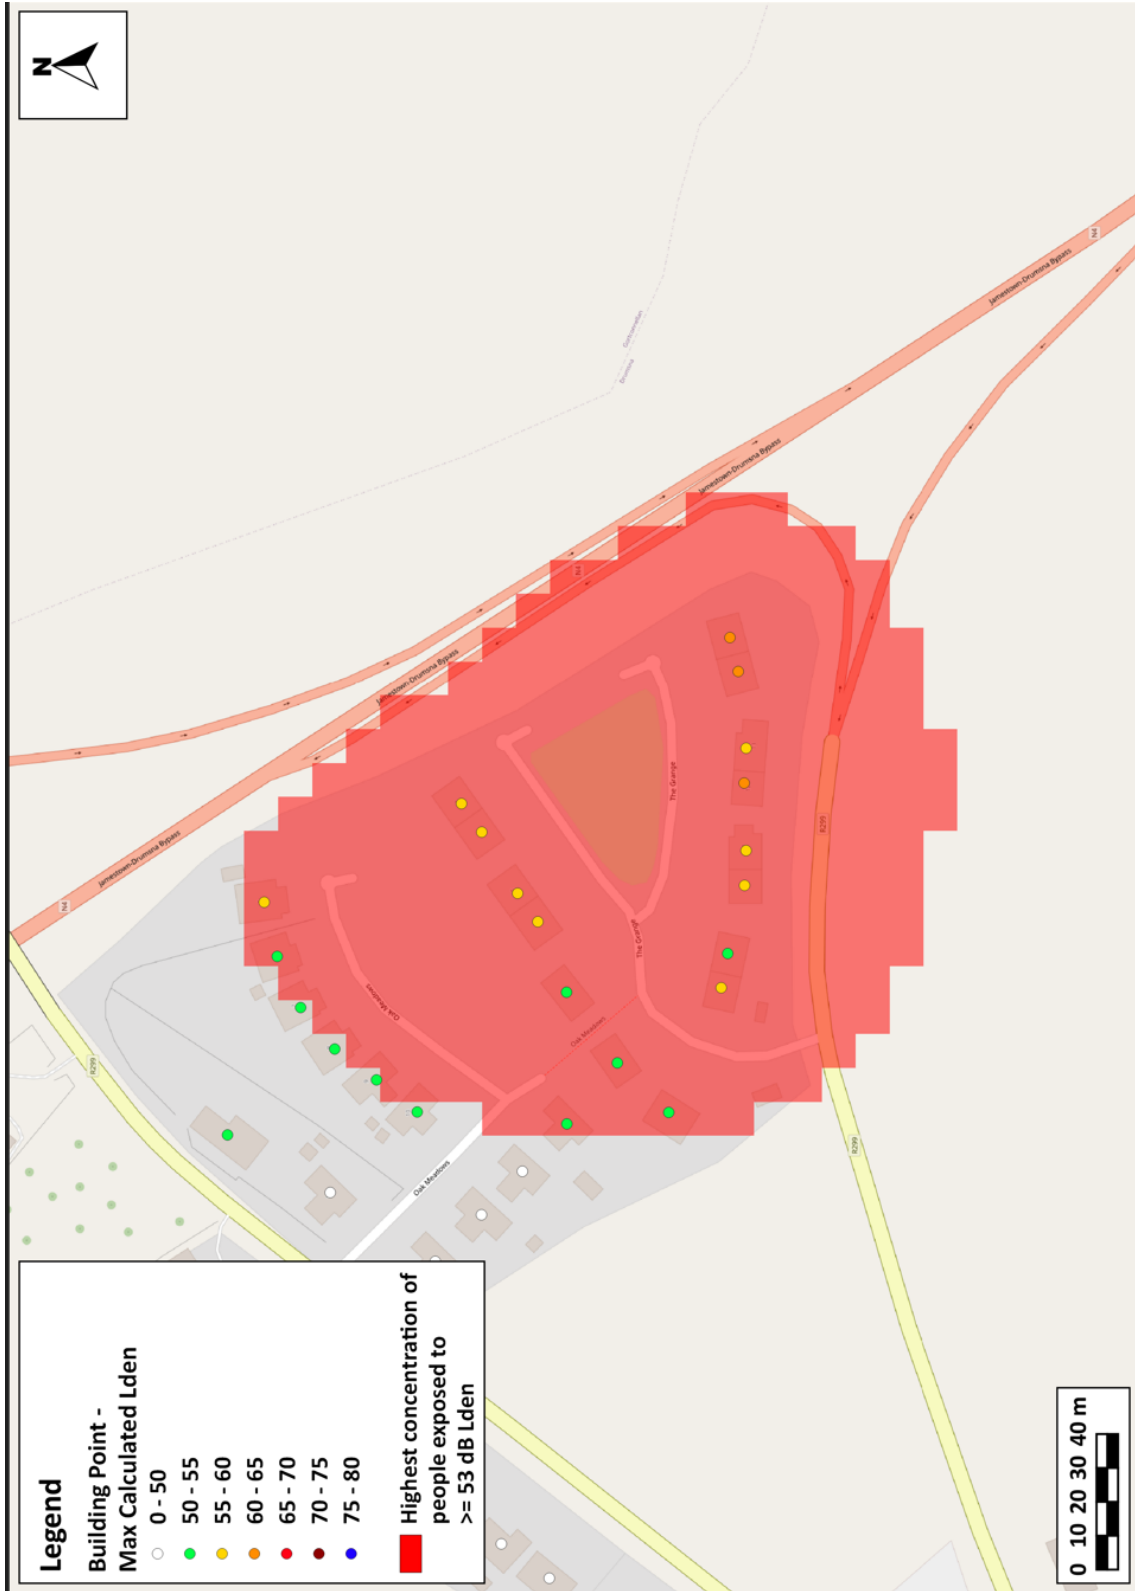 N
Legend
Building Point -
Max Calculated Lden
0 - 50
50 - 55
55 - 60
60 - 65
65 - 70
70 - 75
75 - 80
Highest concentration of
people exposed to
>= 53 dB Lden
0 10 20 30 40 m
R299
N4
Jamestown-Drumsna Bypass
Jamestown-Drumsna Bypass
N4
Jamestown-Drumsna Bypass
Jamestown-Drumsna Bypass
N4
Drumsna
Gortconnellan
Oak Meadows
Oak Meadows
Oak Meadows
The Grange
The Grange
R299
R299